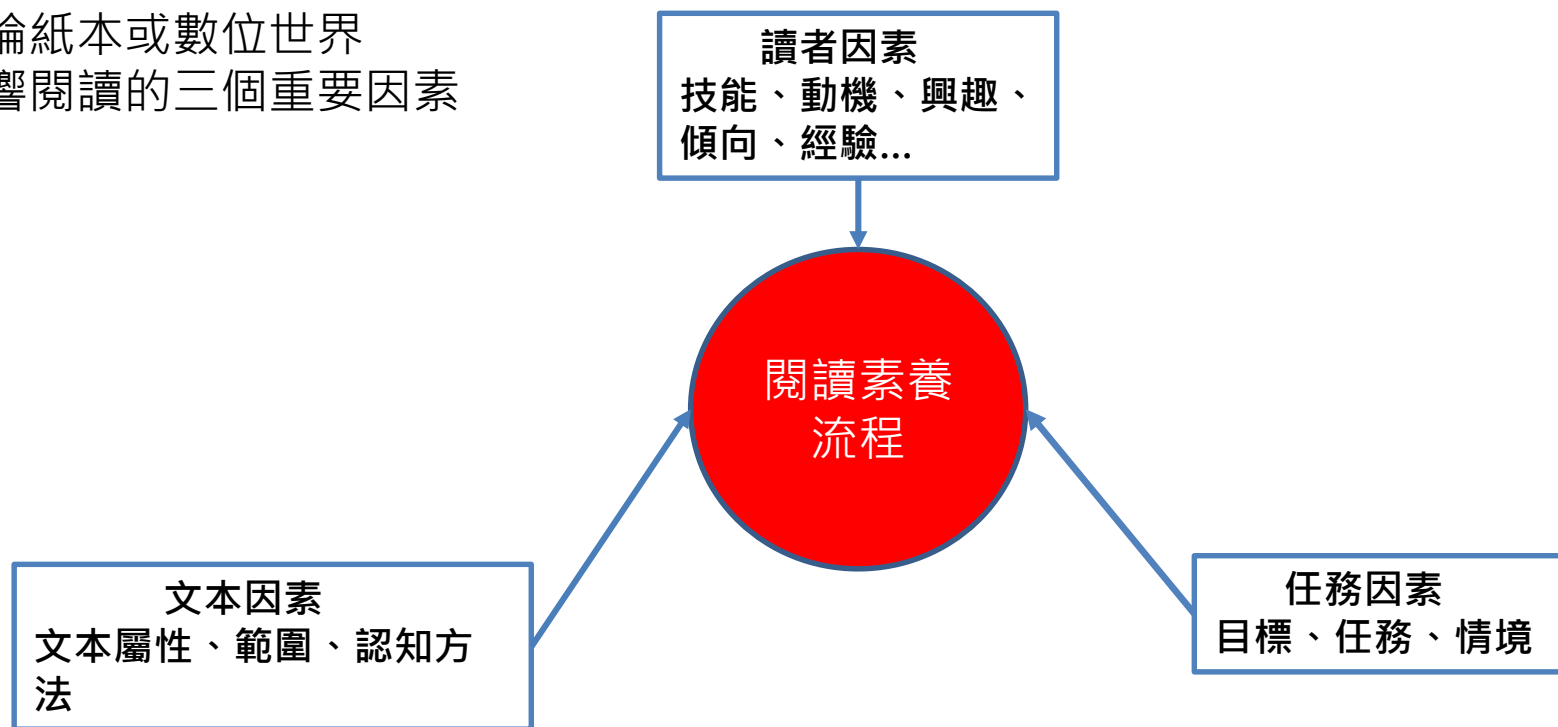 論紙本或數位世界
響閱讀的三個重要因素
讀者因素
技能、動機、興趣、
傾向、經驗...
閱讀素養
流程
文本因素
文本屬性、範圍、認知方
法
任務因素
目標、任務、情境